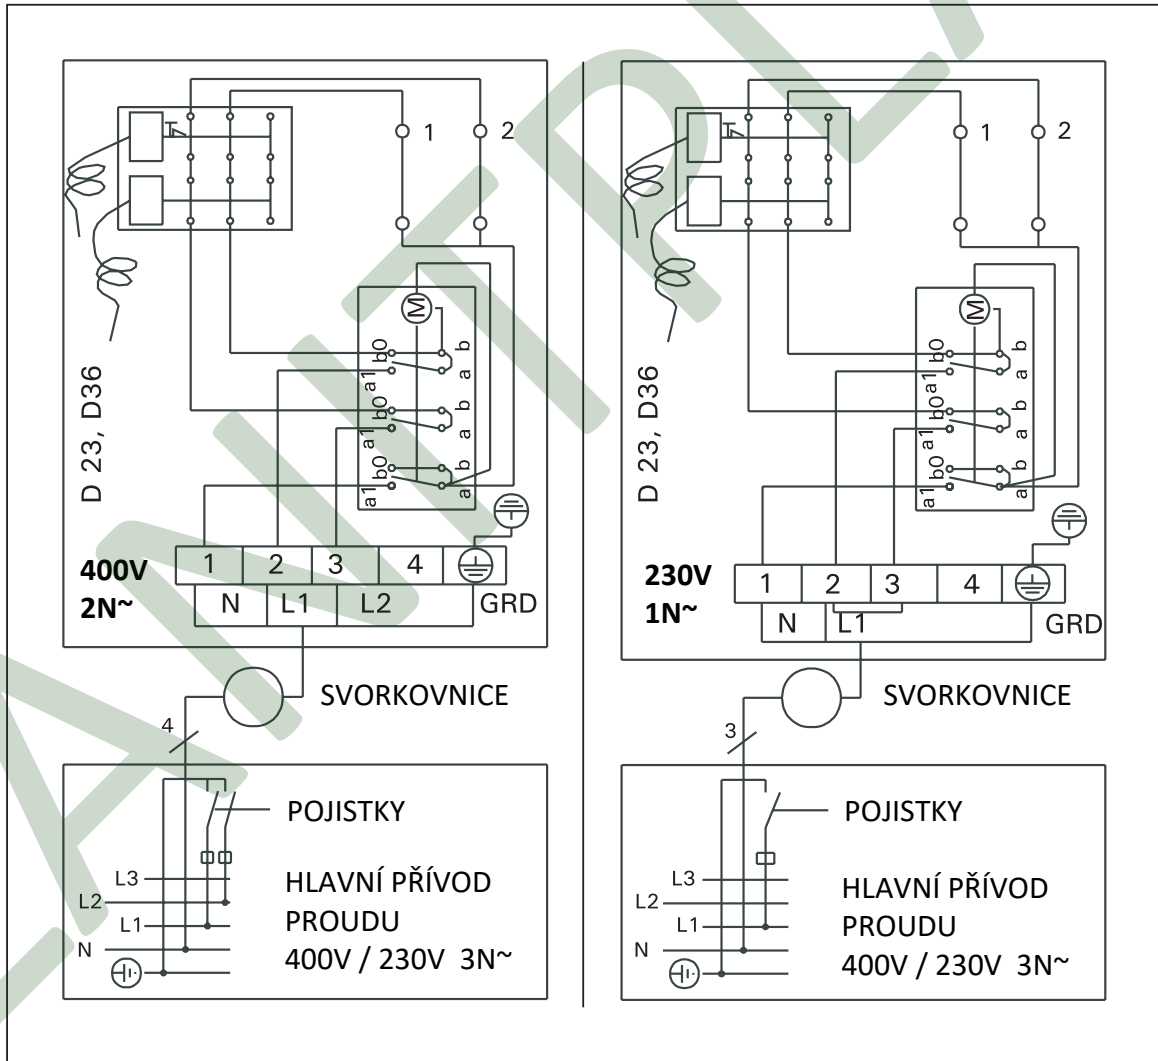 1
2
M
b0
b
a1
a
b0
b
a1
a
b0
b
a1
a
D 23, D36
400V
2N~
1 2 3 4
N L1 L2 GRD
SVORKOVNICE
4
POJISTKY
L3
L2
L1
N
HLAVNÍ PŘÍVOD
PROUDU
400V / 230V 3N~
1
2
M
b0
b
a1
a
b0
b
a1
a
b0
b
a1
a
D 23, D36
230V
1N~
1 2 3 4
N L1 GRD
SVORKOVNICE
3
POJISTKY
L3
L2
L1
N
HLAVNÍ PŘÍVOD
PROUDU
400V / 230V 3N~